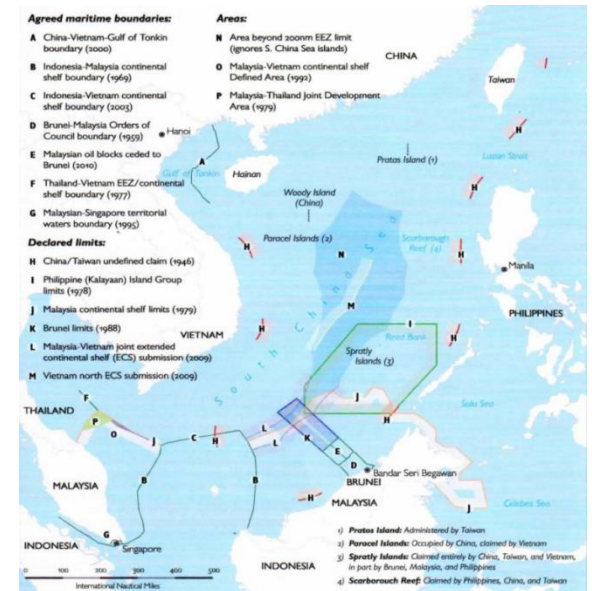 Agreed maritime boundaries:
A China-Vietnam-Gulf of Tonkin
boundary (2000)
B Indonesia-Malaysia continental
shelf boundary (1969)
C Indonesia-Vietnam continental
shelf boundary (2003)
D Brunei-Malaysia Orders of
Council boundary (1959)
E Malaysian oil blocks ceded to
Brunei (2010)
F Thailand-Vietnam EEZ/continental
shelf boundary (1977)
G Malaysian-Singapore territorial
waters boundary (1995)
Declared limits:
H China/Taiwan undefined claim (1946)
I Philippine (Kalayaan) Island Group
limits (1978)
J Malaysia continental shelf limits (1979)
K Brunei limits (1988)
L Malaysia-Vietnam joint extended
continental shelf (ECS) submission (2009)
M Vietnam north ECS submission (2009)
Areas:
N Area beyond 200nm EEZ limit
(ignores S. China Sea islands)
O Malaysia-Vietnam continental shelf
Defined Area (1992)
P Malaysia-Thailand Joint Development
Area (1979)
CHINA
Taiwan
Hanoi
A
Gulf of Tonkin
Hainan
Pratas Island (1)
H
Luzon Strait
H
Woody Island
(China)
Paracel Islands (2)
H
N
Scarborough
Reef (4)
H
Manila
PHILIPPINES
M
South China Sea
VIETNAM
H
I
Reed Bank
H
Spratly
Islands (3)
J
H
Sulu Sea
THAILAND
F
P
O
J
C
H
L
L
K
E
D
Bandar Seri Begawan
BRUNEI
MALAYSIA
B
B
H
MALAYSIA
J
Celebes Sea
G
Singapore
INDONESIA
INDONESIA
0 100 200 300 400 500
International Nautical Miles
1) Pratas Island: Administered by Taiwan
2) Paracel Islands: Occupied by China, claimed by Vietnam
3) Spratly Islands: Claimed entirely by China, Taiwan, and Vietnam,
in part by Brunei, Malaysia, and Philippines
4) Scarborouch Reef: Claimed by Philippines, China, and Taiwan